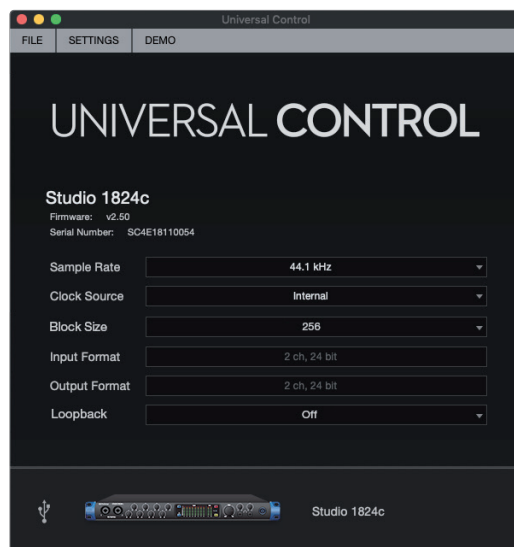 Universal Control
FILE SETTINGS DEMO
UNIVERSAL CONTROL
Studio 1824c
Firmware: v2.50
Serial Number: SC4E18110054
Sample Rate 44.1 kHz
Clock Source Internal
Block Size 256
Input Format 2 ch, 24 bit
Output Format 2 ch, 24 bit
Loopback Off
Studio 1824c